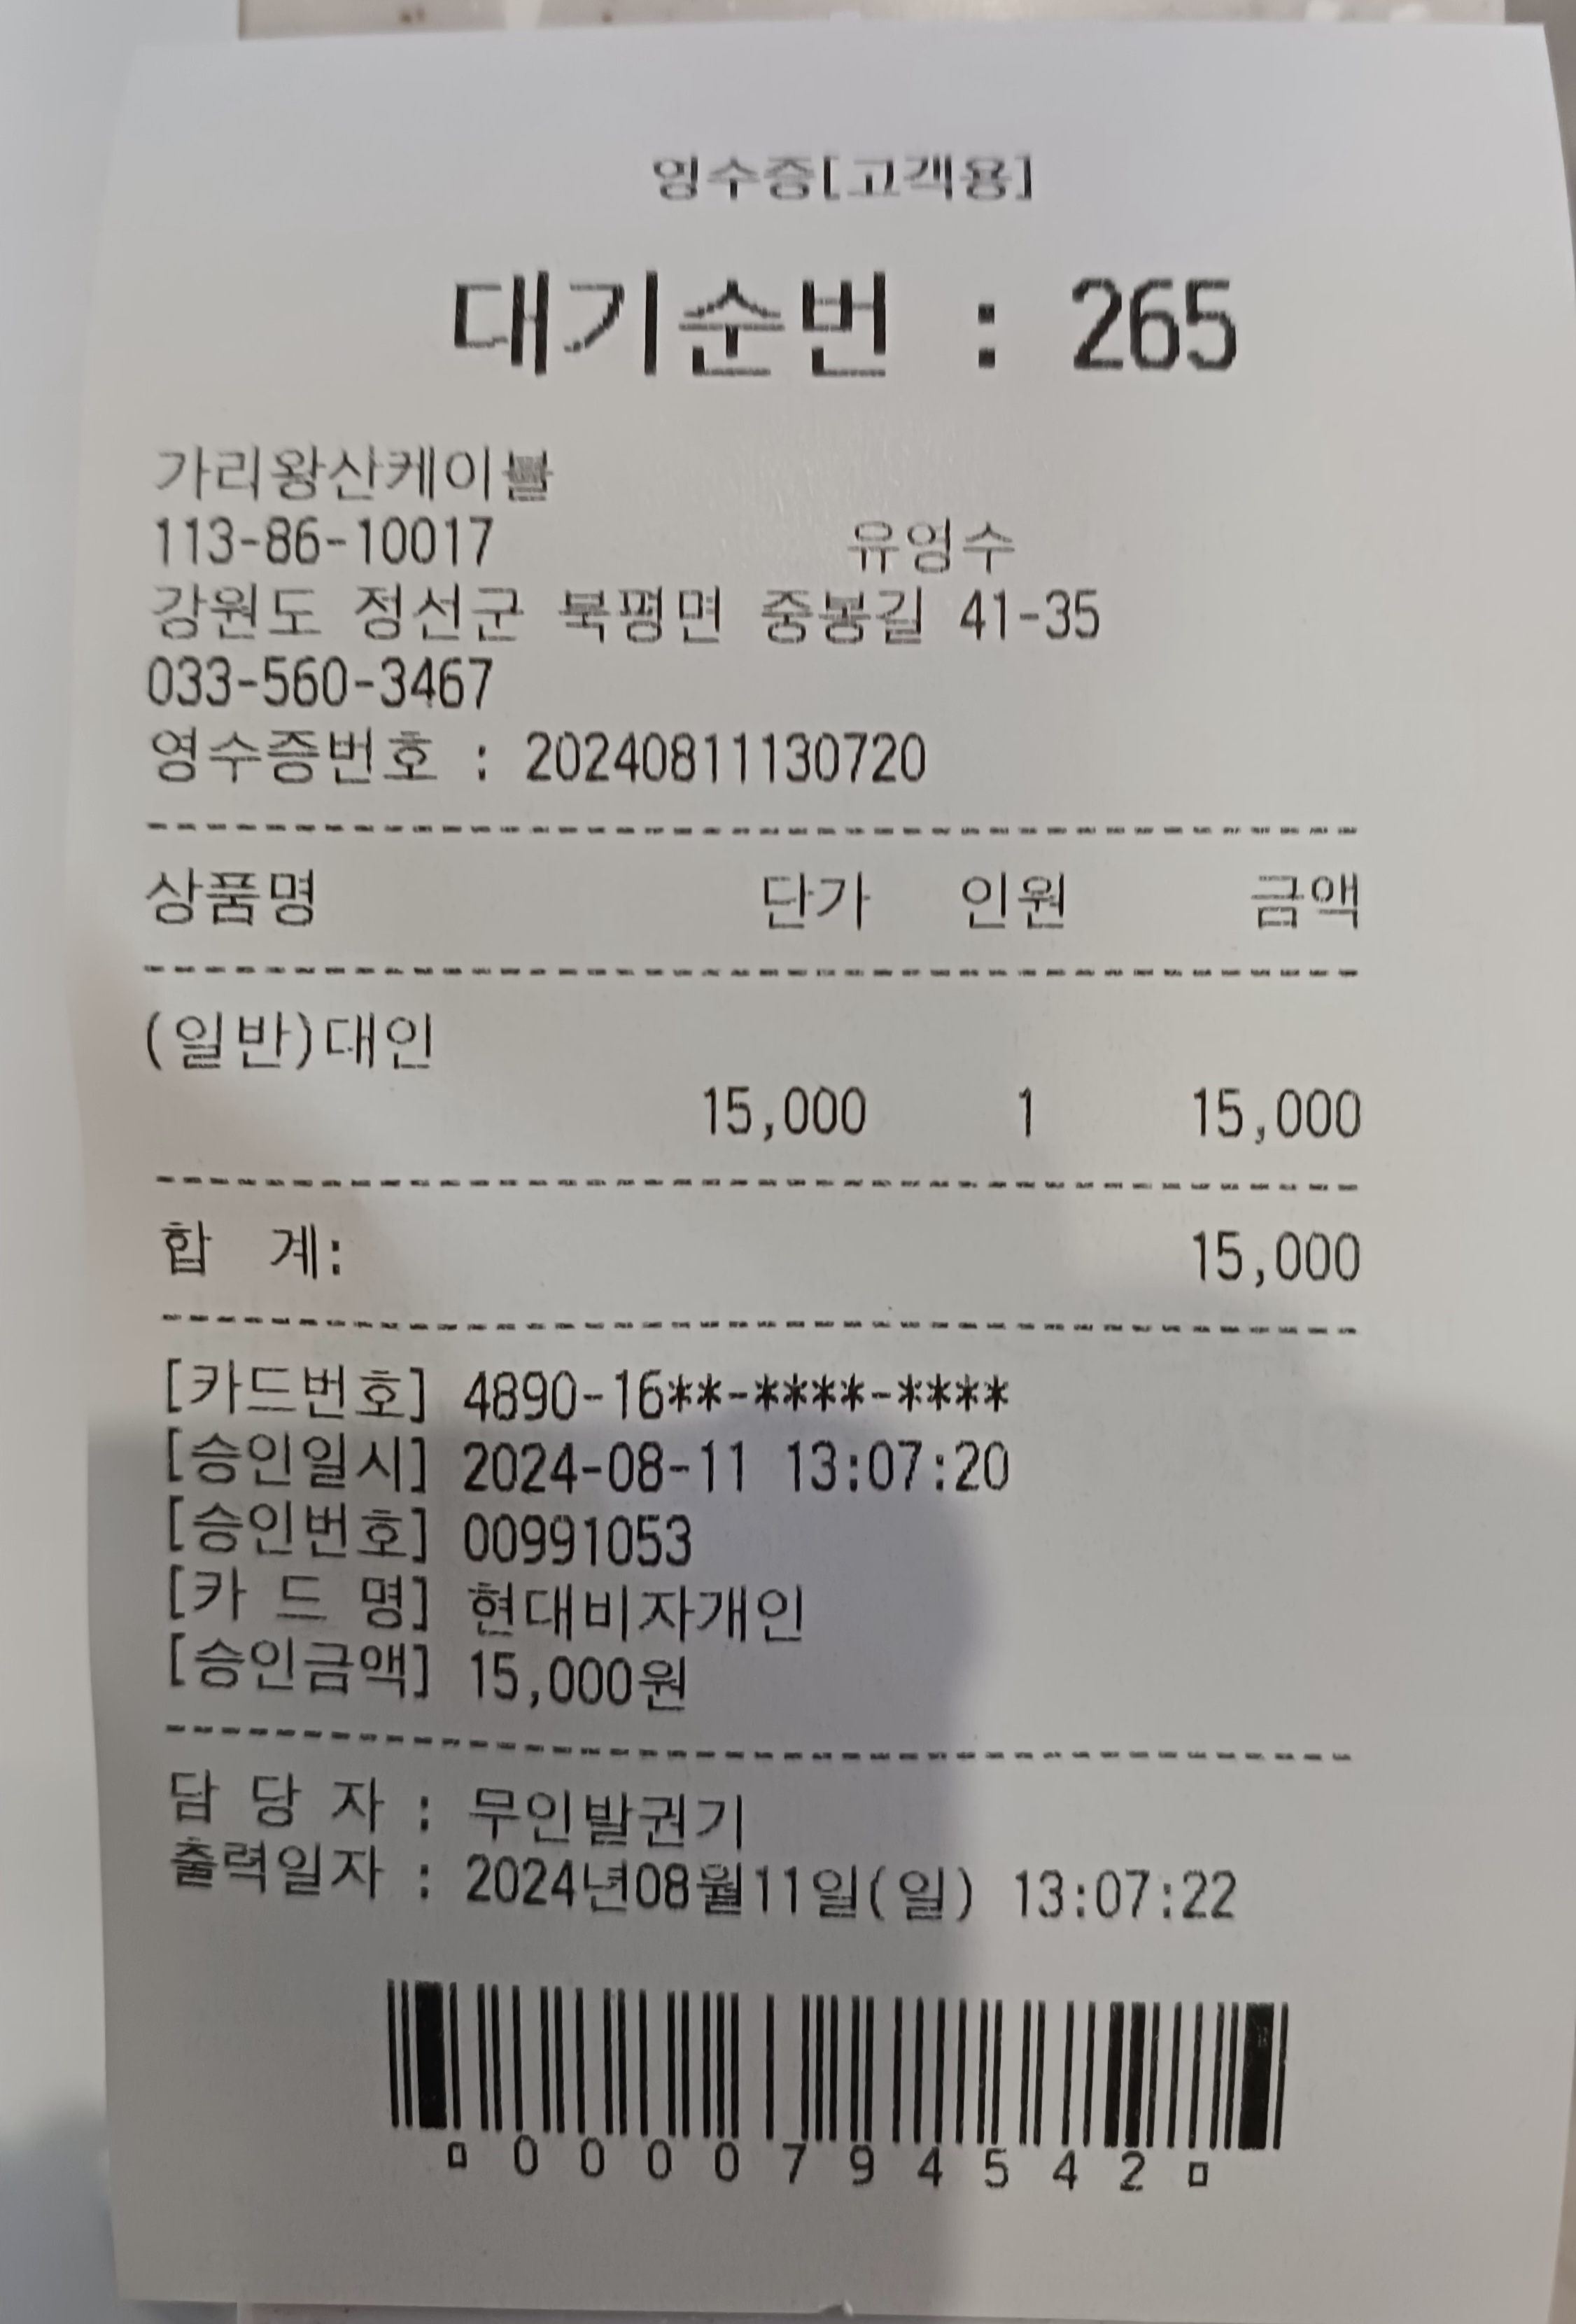 영수증[고객용]
대기순번 : 265
가리왕산케이블
113-86-10017 유영수
강원도 정선군 북평면 중봉길 41-35
033-560-3467
영수증번호 : 20240811130720
상품명 단가 인원 금액
(일반)대인
15,000 1 15,000
합 계: 15,000
[카드번호] 4890-16**-****-****
[승인일시] 2024-08-11 13:07:20
[승인번호] 00991053
[카 드 명] 현대비자개인
[승인금액] 15,000원
담 당 자 : 무인발권기
출력일자 : 2024년08월11일(일) 13:07:22
0000794542